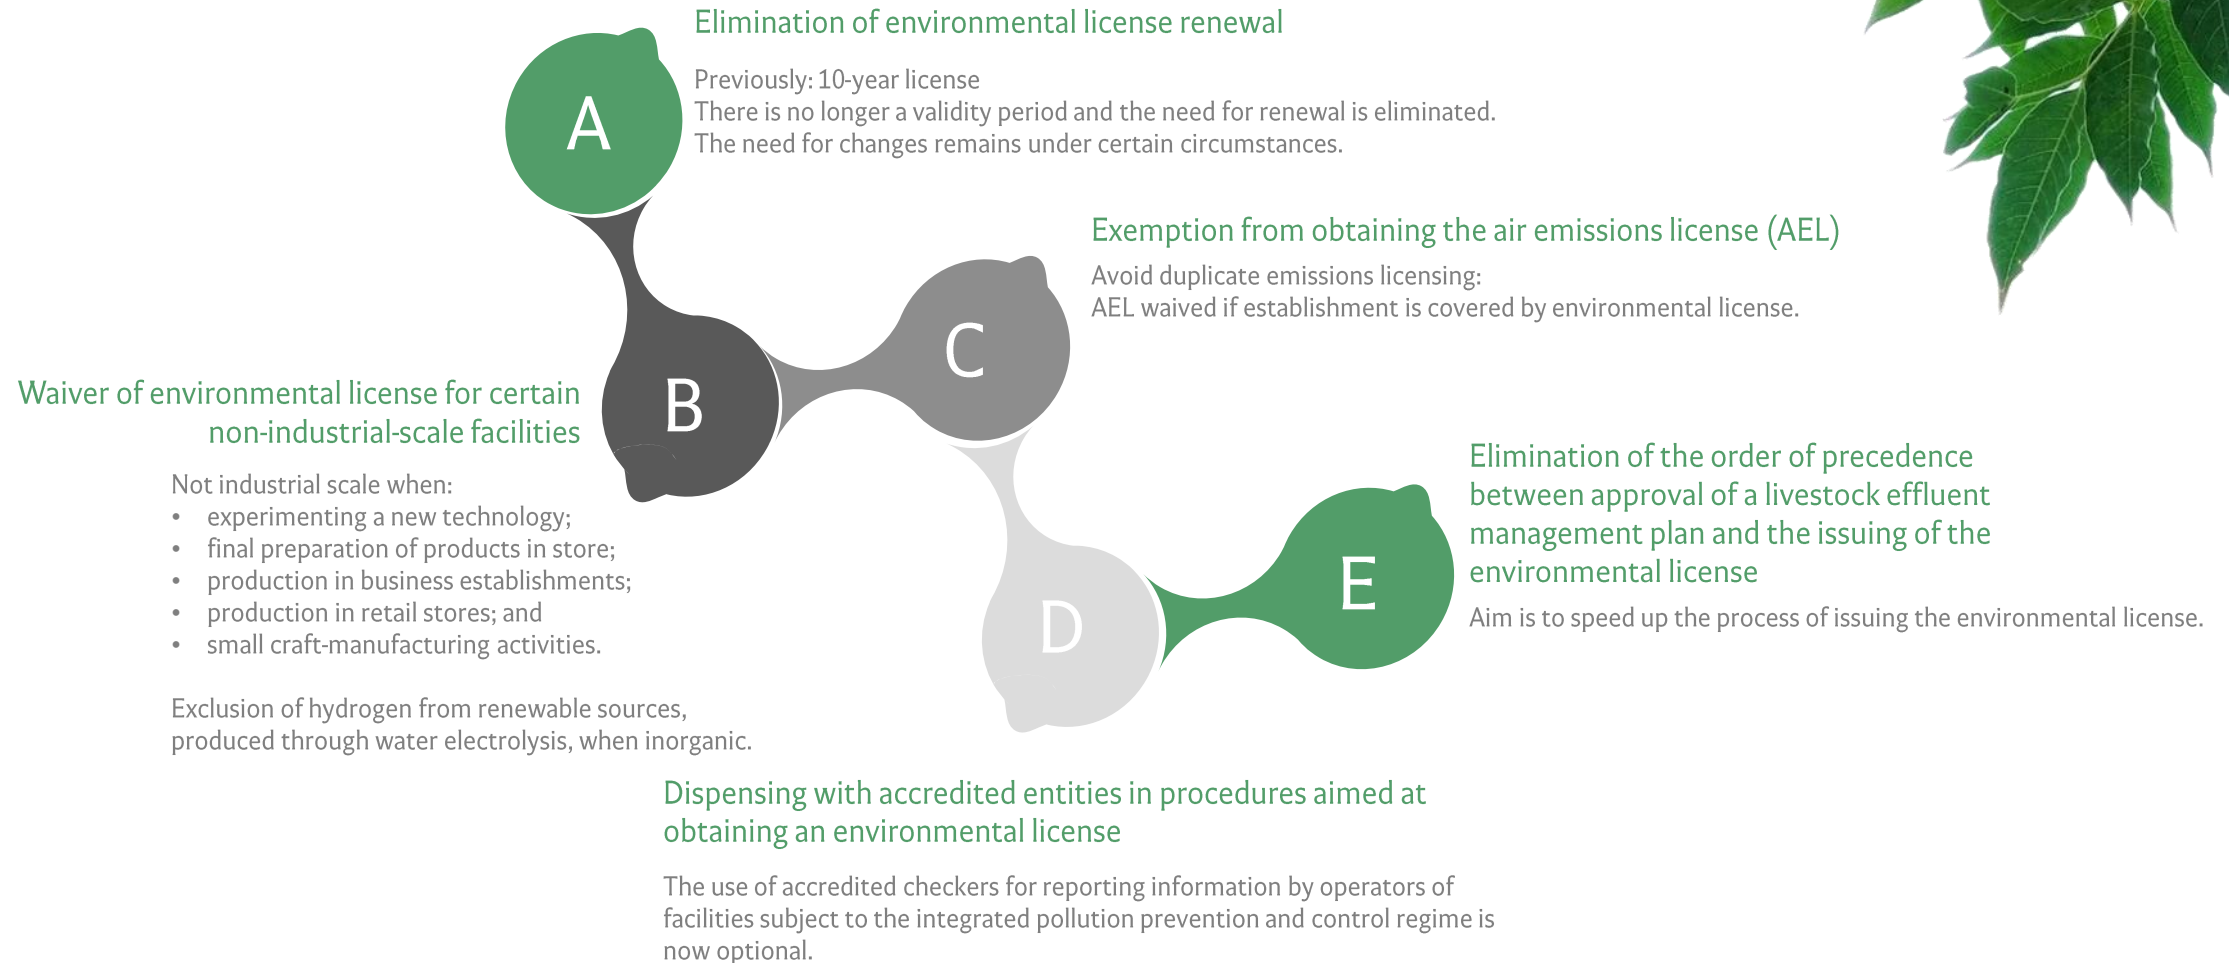 A
Elimination of environmental license renewal
Previously: 10-year license
There is no longer a validity period and the need for renewal is eliminated.
The need for changes remains under certain circumstances.
B
Waiver of environmental license for certain
non-industrial-scale facilities
Not industrial scale when:
• experimenting a new technology;
• final preparation of products in store;
• production in business establishments;
• production in retail stores; and
• small craft-manufacturing activities.
Exclusion of hydrogen from renewable sources,
produced through water electrolysis, when inorganic.
C
Exemption from obtaining the air emissions license (AEL)
Avoid duplicate emissions licensing:
AEL waived if establishment is covered by environmental license.
D
Dispensing with accredited entities in procedures aimed at
obtaining an environmental license
The use of accredited checkers for reporting information by operators of
facilities subject to the integrated pollution prevention and control regime is
now optional.
E
Elimination of the order of precedence
between approval of a livestock effluent
management plan and the issuing of the
environmental license
Aim is to speed up the process of issuing the environmental license.